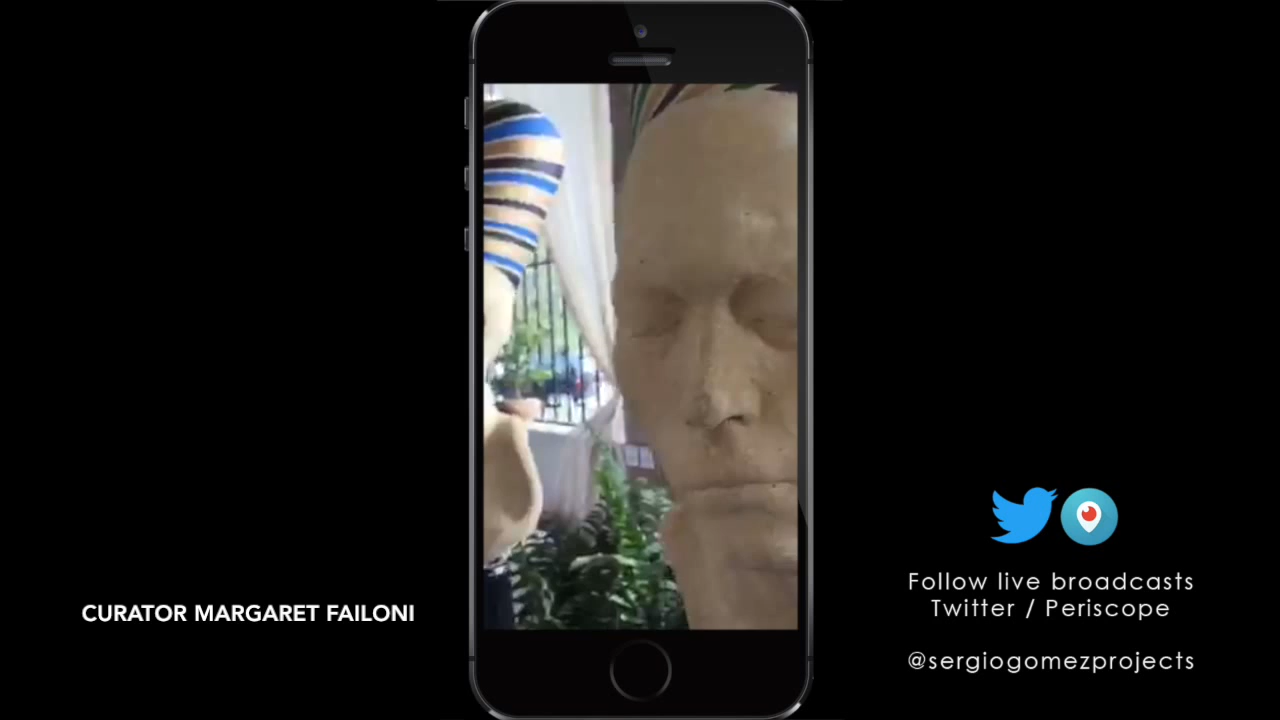 CURATOR MARGARET FAILONI
Follow live broadcasts
Twitter / Periscope
@sergiogomezprojects